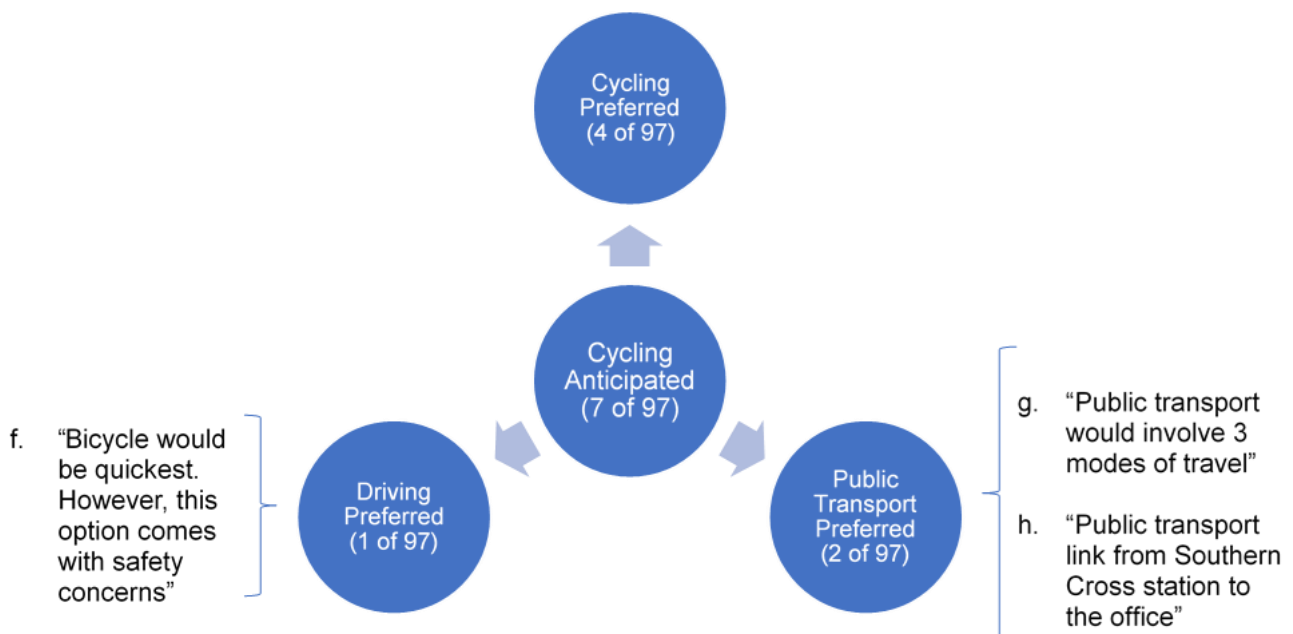 Cycling
Preferred
(4 of 97)
Cycling
Anticipated
(7 of 97)
f. “Bicycle would
be quickest.
However, this
option comes
with safety
concerns”
Driving
Preferred
(1 of 97)
Public
Transport
Preferred
(2 of 97)
g. “Public transport
would involve 3
modes of travel”
h. “Public transport
link from Southern
Cross station to
the office”